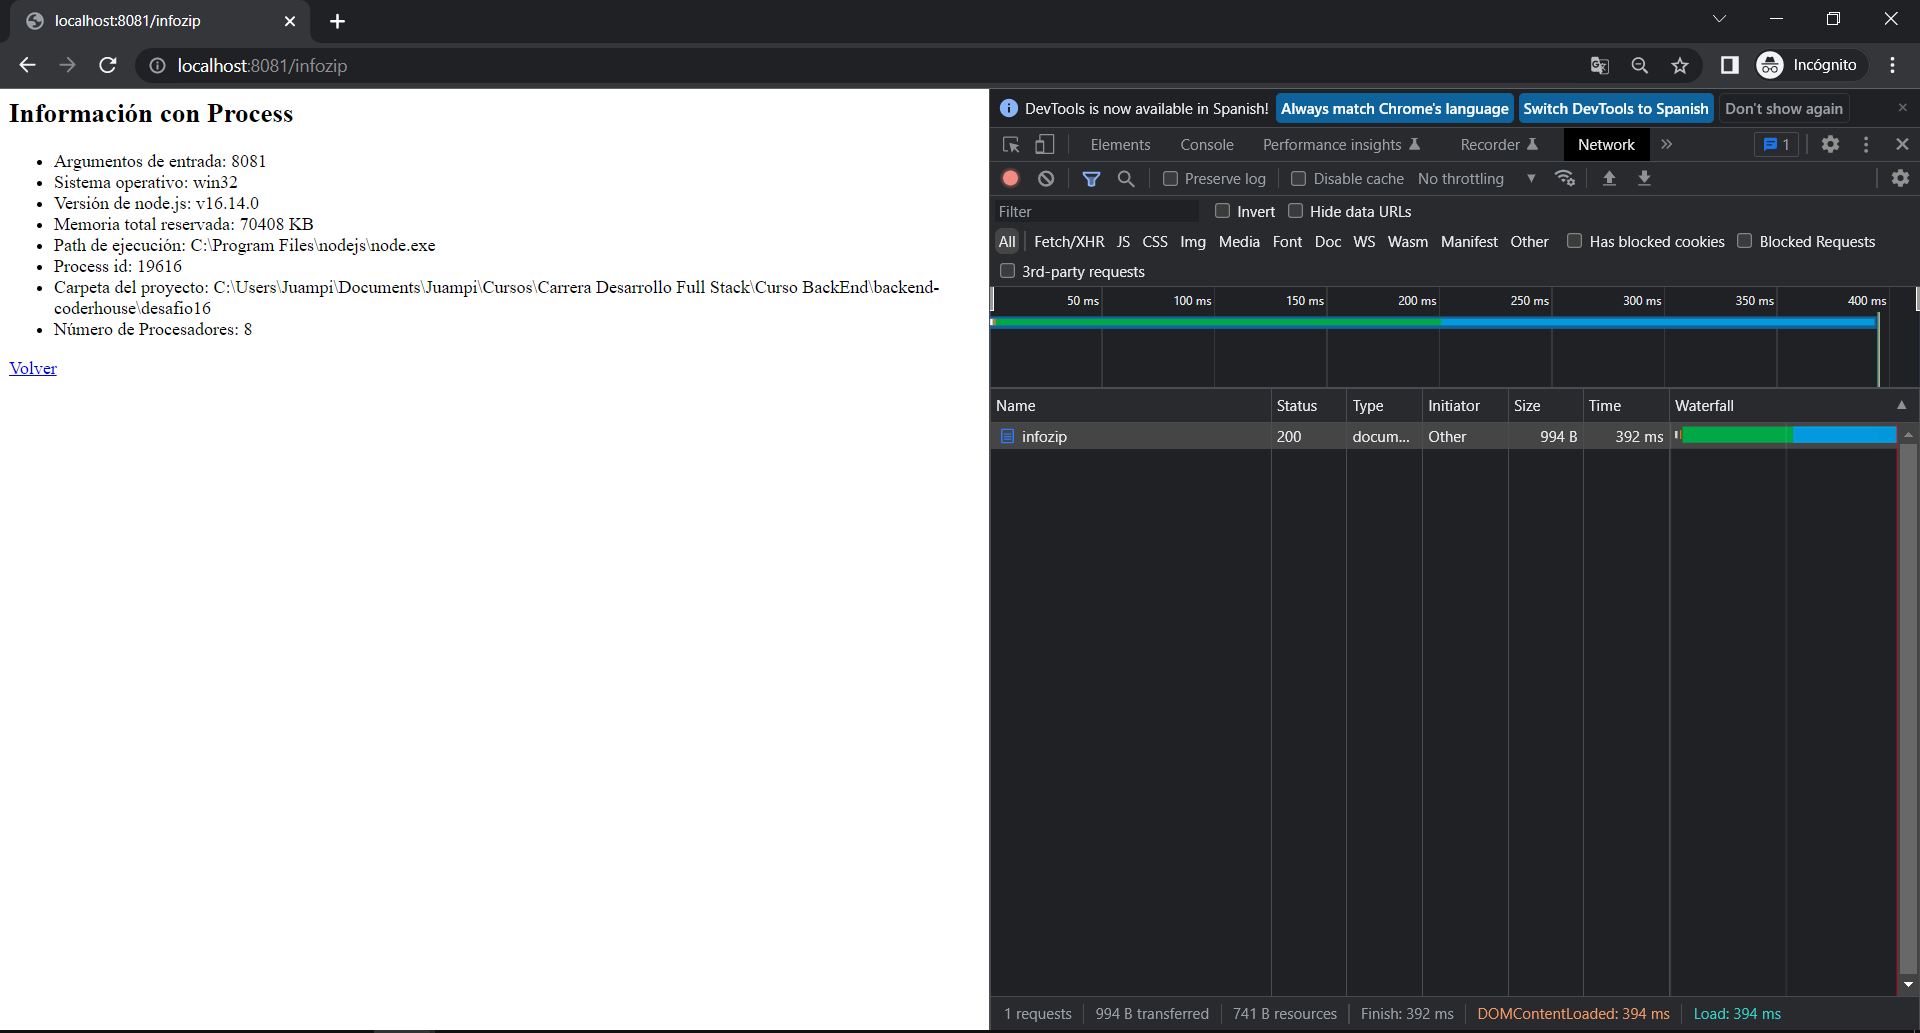 localhost:8081/infozip
localhost:8081/infozip
Incógnito
Información con Process
Argumentos de entrada: 8081
Sistema operativo: win32
Versión de node.js: v16.14.0
Memoria total reservada: 70408 KB
Path de ejecución: C:\Program Files\nodejs\node.exe
Process id: 19616
Carpeta del proyecto: C:\Users\Juampi\Documents\Juampi\Cursos\Carrera Desarrollo Full Stack\Curso BackEnd\backend-
coderhouse\desafio16
Número de Procesadores: 8
Volver
DevTools is now available in Spanish! Always match Chrome's language Switch DevTools to Spanish Don't show again
Elements Console Performance insights Recorder Network 1
Preserve log Disable cache No throttling
Filter Invert Hide data URLs
All Fetch/XHR JS CSS Img Media Font Doc WS Wasm Manifest Other Has blocked cookies Blocked Requests
3rd-party requests
50 ms 100 ms 150 ms 200 ms 250 ms 300 ms 350 ms 400 ms
Name Status Type Initiator Size Time Waterfall
infozip 200 docum... Other 994 B 392 ms
1 requests 994 B transferred 741 B resources Finish: 392 ms DOMContentLoaded: 394 ms Load: 394 ms